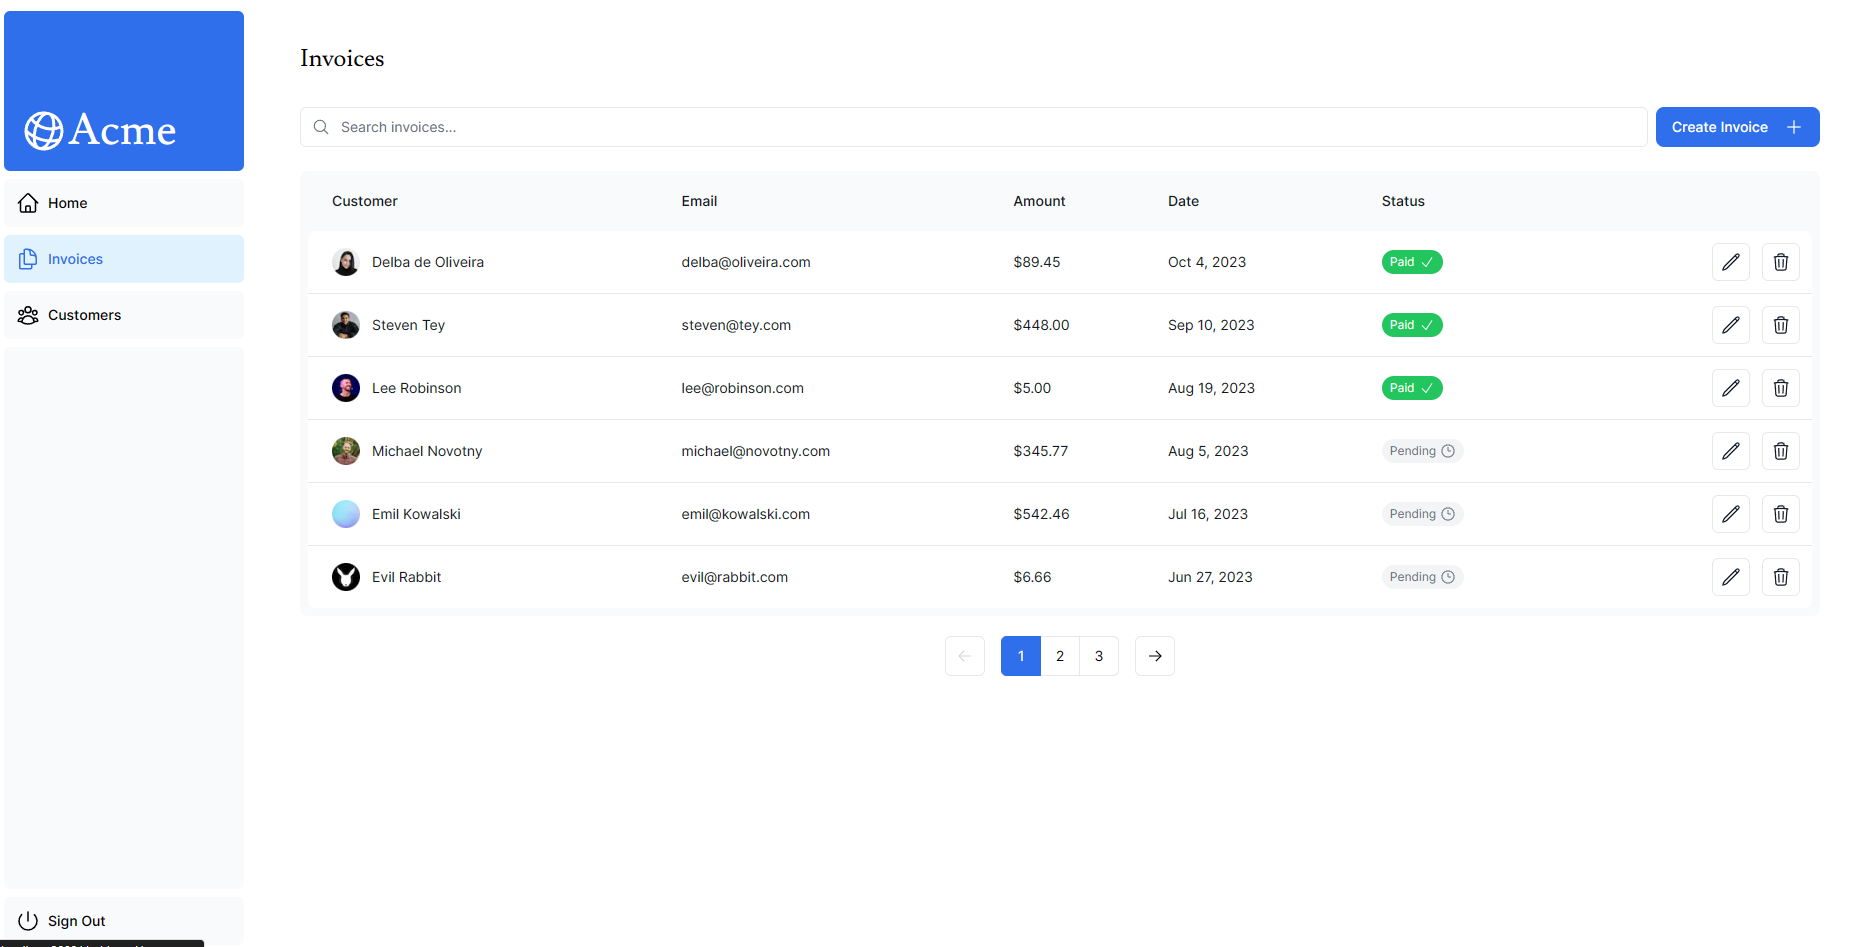 Acme
Home
Invoices
Customers
Sign Out
Invoices
Search invoices...
Create Invoice
Customer Email Amount Date Status
Delba de Oliveira delba@oliveira.com $89.45 Oct 4, 2023 Paid
Steven Tey steven@tey.com $448.00 Sep 10, 2023 Paid
Lee Robinson lee@robinson.com $5.00 Aug 19, 2023 Paid
Michael Novotny michael@novotny.com $345.77 Aug 5, 2023 Pending
Emil Kowalski emil@kowalski.com $542.46 Jul 16, 2023 Pending
Evil Rabbit evil@rabbit.com $6.66 Jun 27, 2023 Pending
1 2 3